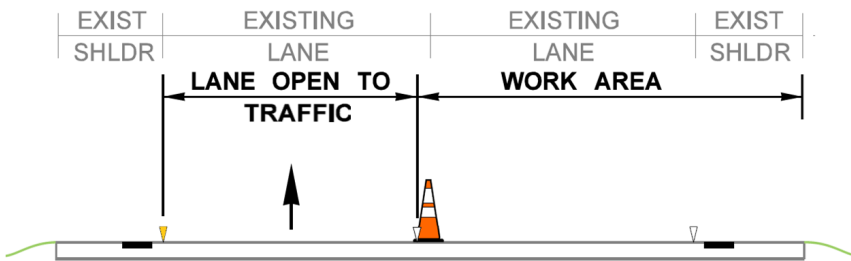 EXIST EXISTING EXISTING EXIST
SHLDR LANE LANE SHLDR
LANE OPEN TO WORK AREA
TRAFFIC